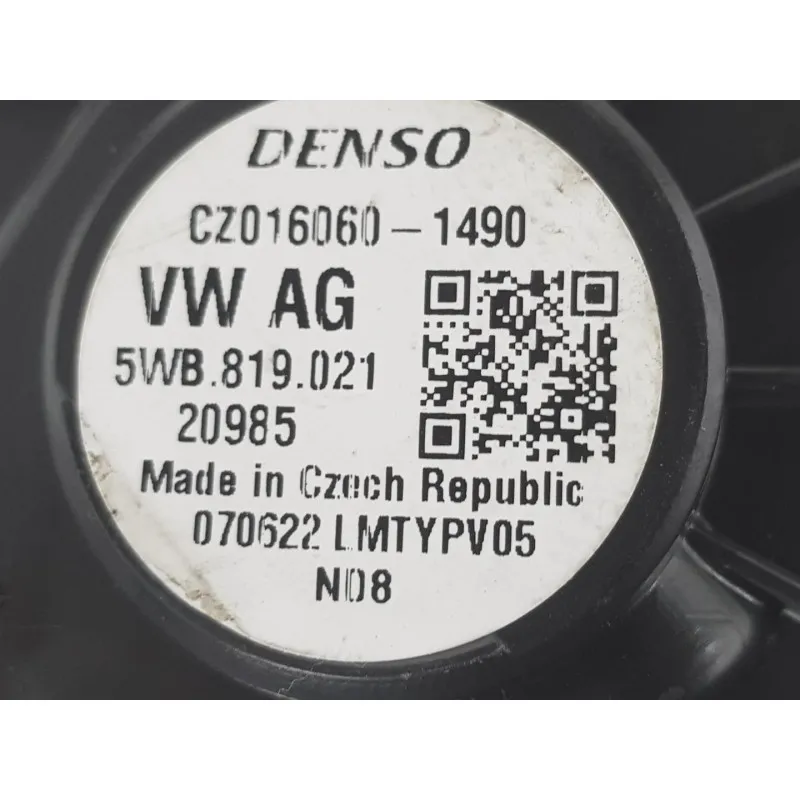 DENSO
CZ016060-1490
VW AG
5WB.819.021
20985
Made in Czech Republic
070622 LMTYPV05
N08